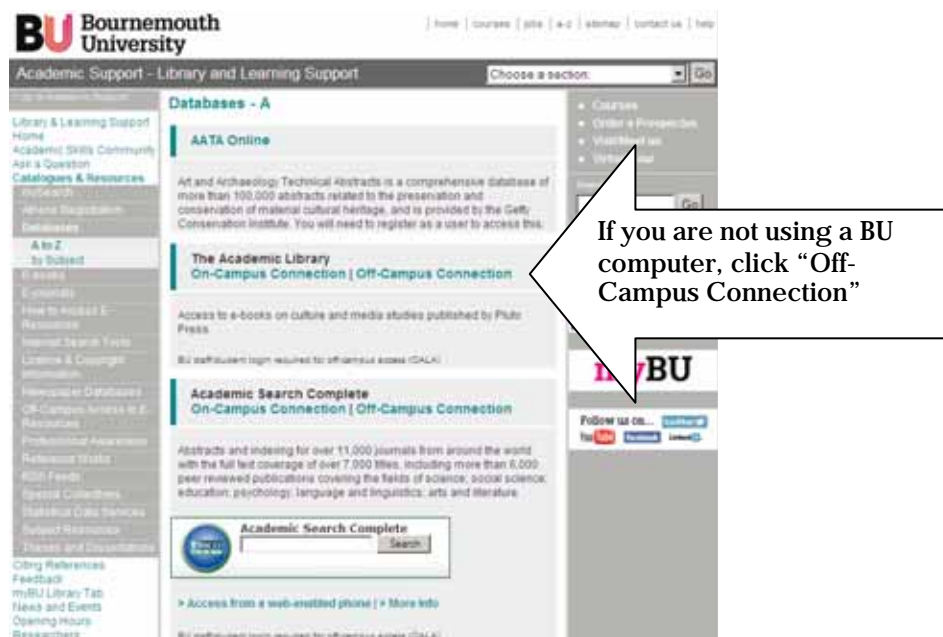 BU Bournemouth
University
| home | courses | jobs | a-z | sitemap | contact us | help
Academic Support - Library and Learning Support
Choose a section:
Go
Library & Learning Support
Home
Academic Skills Community
Ask a Question
Catalogues & Resources
Databases
A to Z
by Subject
E-books
E-journals
How to Access E-
Resources
Internet Search Tools
Licence & Copyright
Information
Newspaper Databases
Off-Campus Access to E-
Resources
Professional Awareness
Reference Works
RSS Feeds
Special Collections
Statistical Data Services
Subject Resources
Theses and Dissertations
Citing References
Feedback
myBU Library Tab
News and Events
Opening Hours
Researchers
Databases - A
AATA Online
Art and Archaeology Technical Abstracts is a comprehensive database of
more than 100,000 abstracts related to the preservation and
conservation of material cultural heritage, and is provided by the Getty
Conservation Institute. You will need to register as a user to access this.
The Academic Library
On-Campus Connection | Off-Campus Connection
Access to e-books on culture and media studies published by Pluto
Press.
BU staff/student login required for off-campus access (GALA)
Academic Search Complete
On-Campus Connection | Off-Campus Connection
Abstracts and indexing for over 11,000 journals from around the world
with the full text coverage of over 7,000 titles, including more than 6,000
peer reviewed publications covering the fields of science; social science;
education; psychology; language and linguistics; arts and literature.
Academic Search Complete
Search
> Access from a web-enabled phone | > More info
BU staff/student login required for off-campus access (GALA)
Courses
Order a Prospectus
Go
If you are not using a BU
computer, click “Off-
Campus Connection”
BU
Follow us on...
You Tube